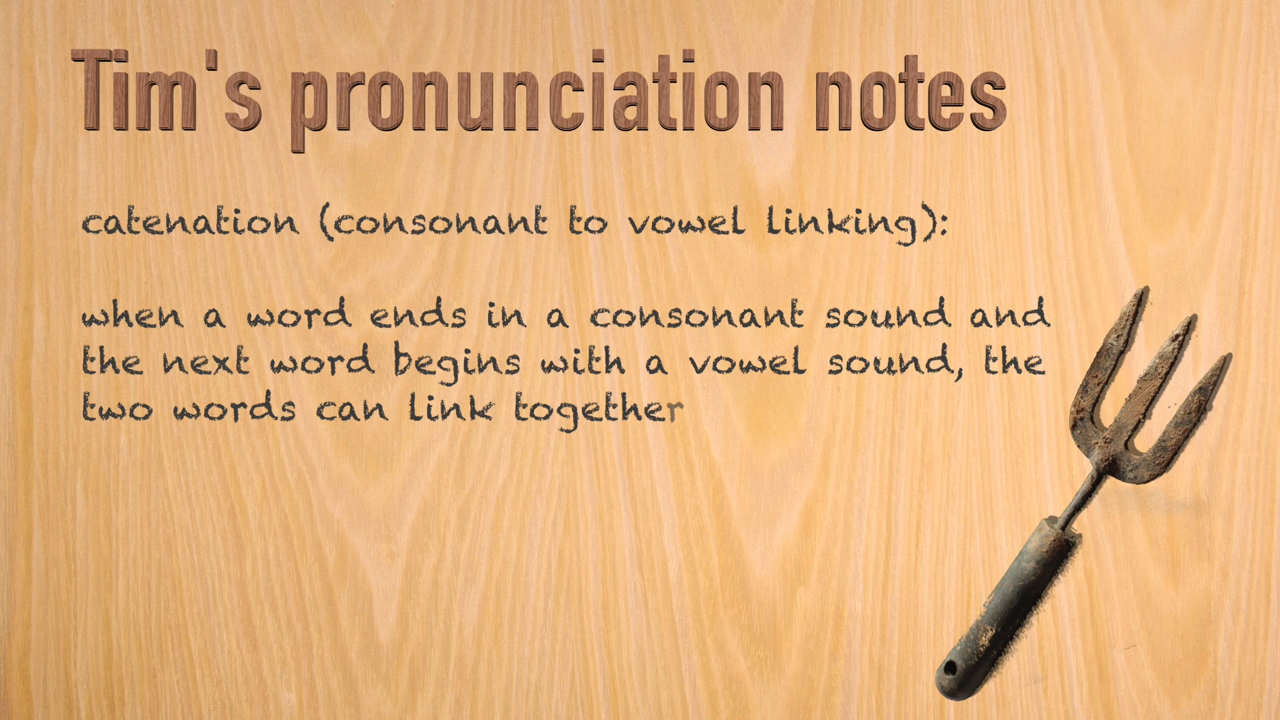 Tim's pronunciation notes
catenation (consonant to vowel linking):
when a word ends in a consonant sound and
the next word begins with a vowel sound, the
two words can link together